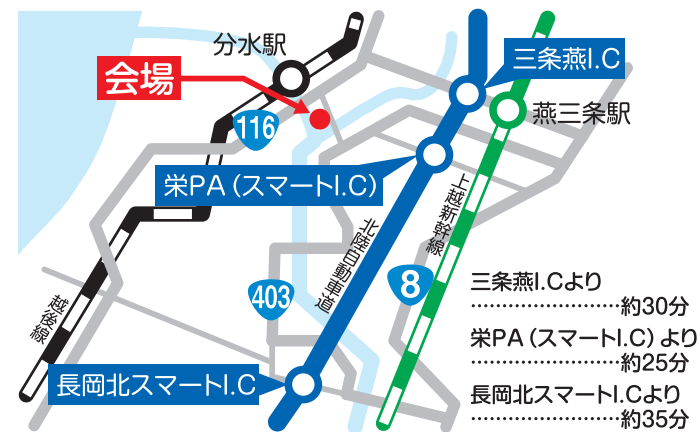 分水駅
会場
三条燕I.C
燕三条駅
116
栄PA（スマートI.C）
上越新幹線
北陸自動車道
8
403
越後線
長岡北スマートI.C
三条燕I.Cより
……………………約30分
栄PA（スマートI.C）より
……………………約25分
長岡北スマートI.Cより
……………………約35分